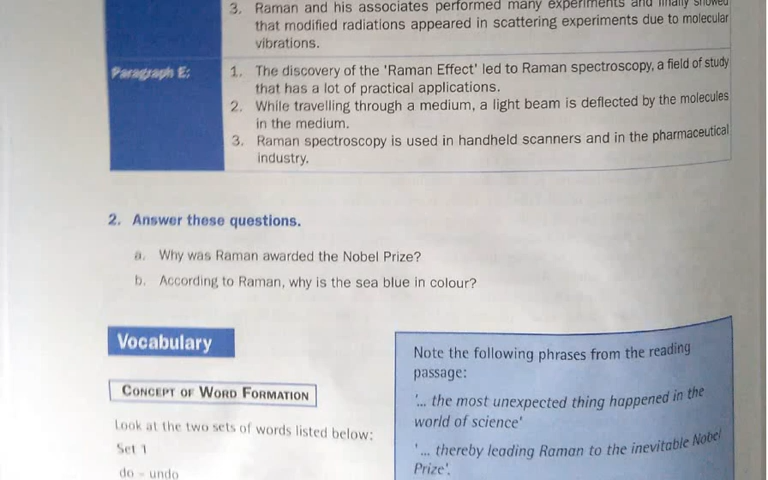 3. Raman and his associates performed many experiments and finally showed
that modified radiations appeared in scattering experiments due to molecular
vibrations.
Paragraph E:
1. The discovery of the 'Raman Effect' led to Raman spectroscopy, a field of study
that has a lot of practical applications.
2. While travelling through a medium, a light beam is deflected by the molecules
in the medium.
3. Raman spectroscopy is used in handheld scanners and in the pharmaceutical
industry.
2. Answer these questions.
a. Why was Raman awarded the Nobel Prize?
b. According to Raman, why is the sea blue in colour?
Vocabulary
CONCEPT OF WORD FORMATION
Look at the two sets of words listed below:
Set 1
do – undo
Note the following phrases from the reading
passage:
'... the most unexpected thing happened in the
world of science'
'... thereby leading Raman to the inevitable Nobel
Prize'.